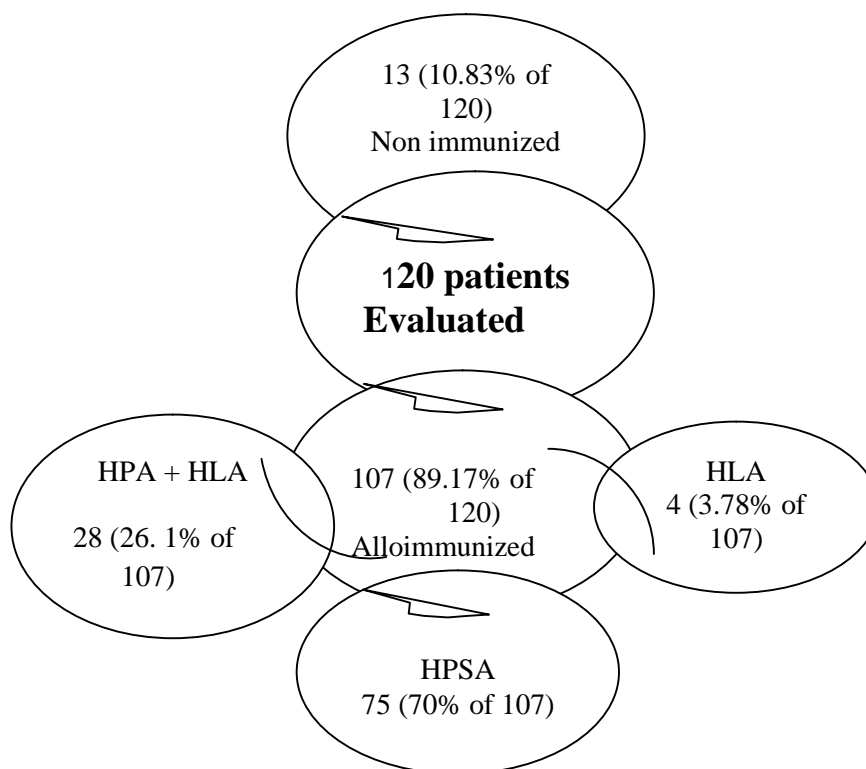 13 (10.83% of
120)
Non immunized
120 patients
Evaluated
107 (89.17% of
120)
Alloimmunized
HPA + HLA
28 (26. 1% of
107)
HLA
4 (3.78% of
107)
HPSA
75 (70% of 107)